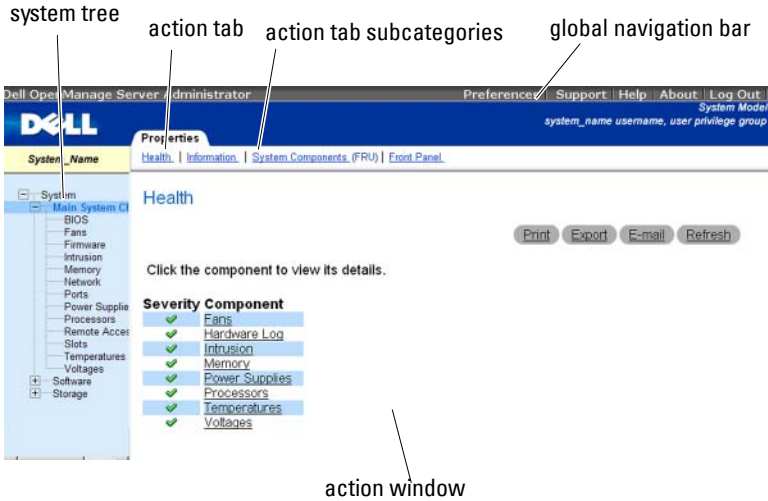 system tree
action tab
action tab subcategories
global navigation bar
Dell OpenManage Server Administrator
Preferences | Support | Help | About | Log Out
System Model
DELL
system_name username, user privilege group
Properties
System_Name
Health | Information | System Components (FRU) | Front Panel
System
Main System
BIOS
Fans
Firmware
Intrusion
Memory
Network
Ports
Power Supplie
Processors
Remote Acces
Slots
Temperatures
Voltages
Software
Storage
Health
Print
Export
E-mail
Refresh
Click the component to view its details.
Severity Component
Fans
Hardware Log
Intrusion
Memory
Power Supplies
Processors
Temperatures
Voltages
action window